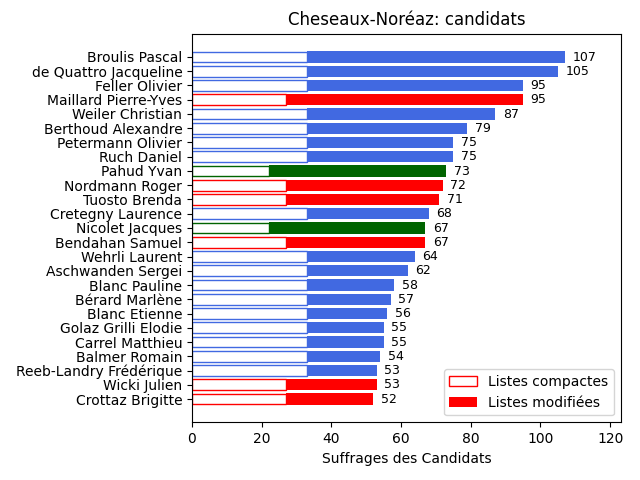 Cheseaux-Noréaz: candidats
Broulis Pascal 107
de Quattro Jacqueline 105
Feller Olivier 95
Maillard Pierre-Yves 95
Weiler Christian 87
Berthoud Alexandre 79
Petermann Olivier 75
Ruch Daniel 75
Pahud Yvan 73
Nordmann Roger 72
Tuosto Brenda 71
Cretegny Laurence 68
Nicolet Jacques 67
Bendahan Samuel 67
Wehrli Laurent 64
Aschwanden Sergei 62
Blanc Pauline 58
Bérard Marlène 57
Blanc Etienne 56
Golaz Grilli Elodie 55
Carrel Matthieu 55
Balmer Romain 54
Reeb-Landry Frédérique 53
Wicki Julien 53
Crottaz Brigitte 52
Listes compactes
Listes modifiées
0 20 40 60 80 100 120
Suffrages des Candidats